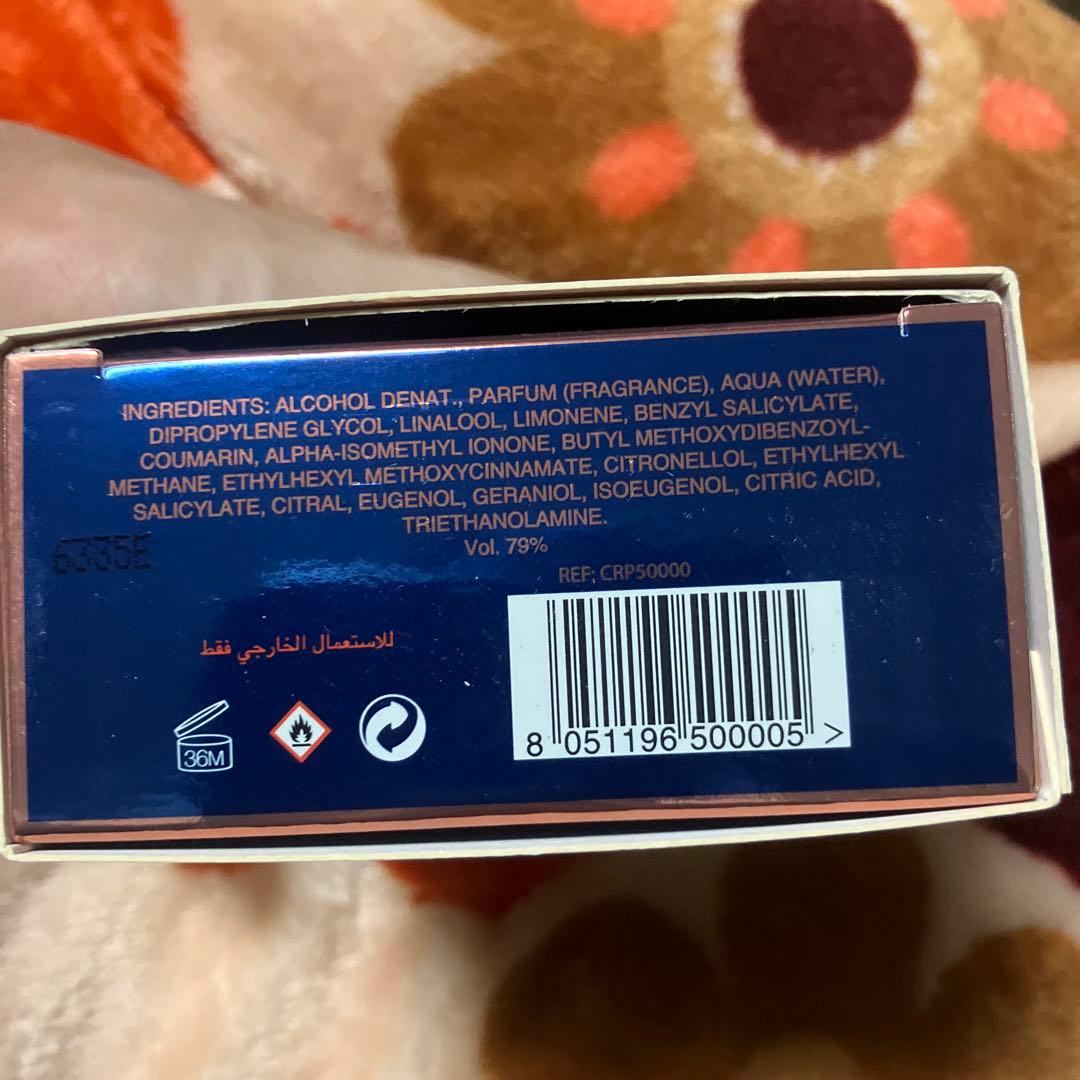 INGREDIENTS: ALCOHOL DENAT., PARFUM (FRAGRANCE), AQUA (WATER),
DIPROPYLENE GLYCOL, LINALOOL, LIMONENE, BENZYL SALICYLATE,
COUMARIN, ALPHA-ISOMETHYL IONONE, BUTYL METHOXYDIBENZOYL-
METHANE, ETHYLHEXYL METHOXYCINNAMATE, CITRONELLOL, ETHYLHEXYL
SALICYLATE, CITRAL, EUGENOL, GERANIOL, ISOEUGENOL, CITRIC ACID,
TRIETHANOLAMINE.
Vol. 79%
6335E
REF: CRP50000
للاستعمال الخارجي فقط
36M
8 051196 500005 >